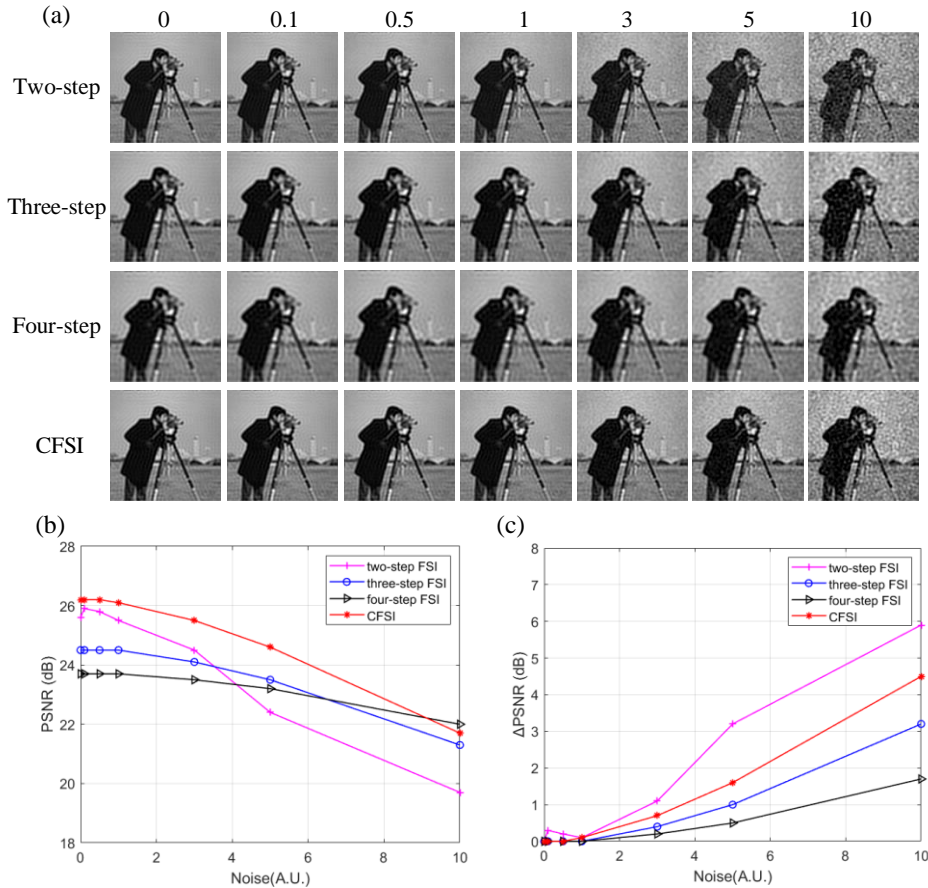 (a)
0 0.1 0.5 1 3 5 10
Two-step
Three-step
Four-step
CFSI
(b)
28
26
24
22
20
18
PSNR (dB)
0 2 4 6 8 10
Noise(A.U.)
two-step FSI
three-step FSI
four-step FSI
CFSI
(c)
8
7
6
5
4
3
2
1
0
ΔPSNR (dB)
0 2 4 6 8 10
Noise(A.U.)
two-step FSI
three-step FSI
four-step FSI
CFSI